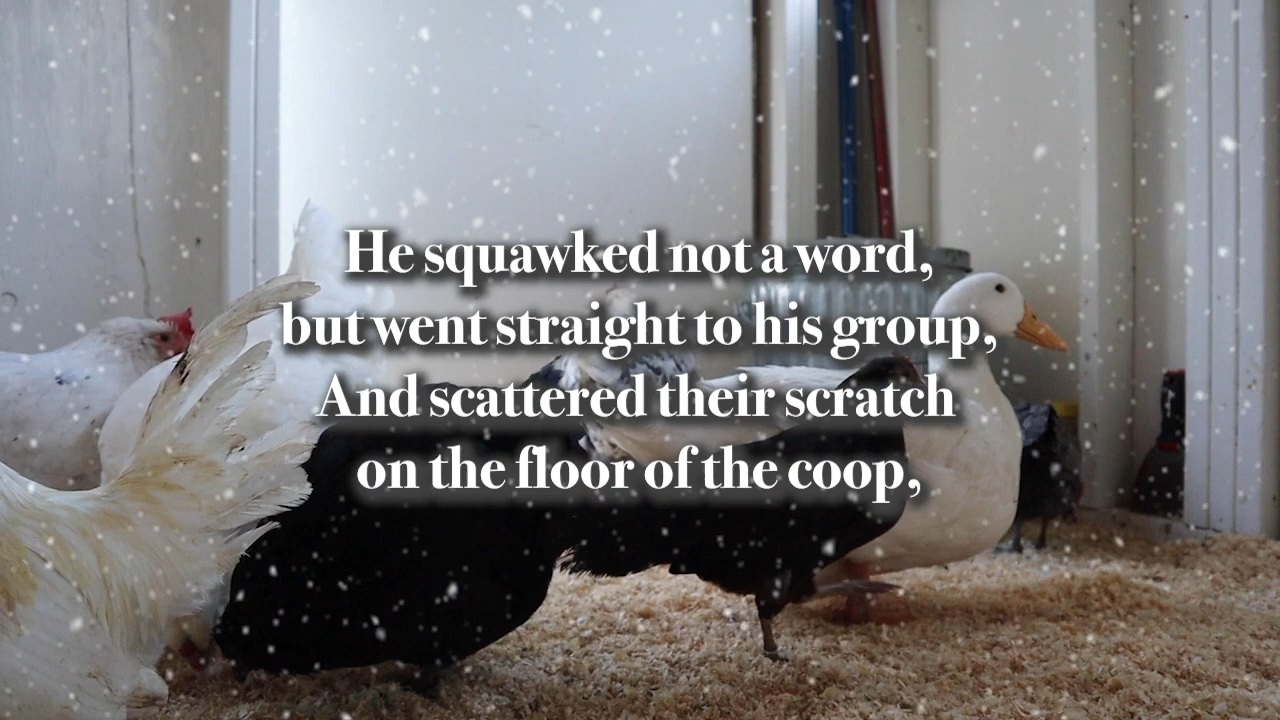 He squawked not a word,
but went straight to his group,
And scattered their scratch
on the floor of the coop,